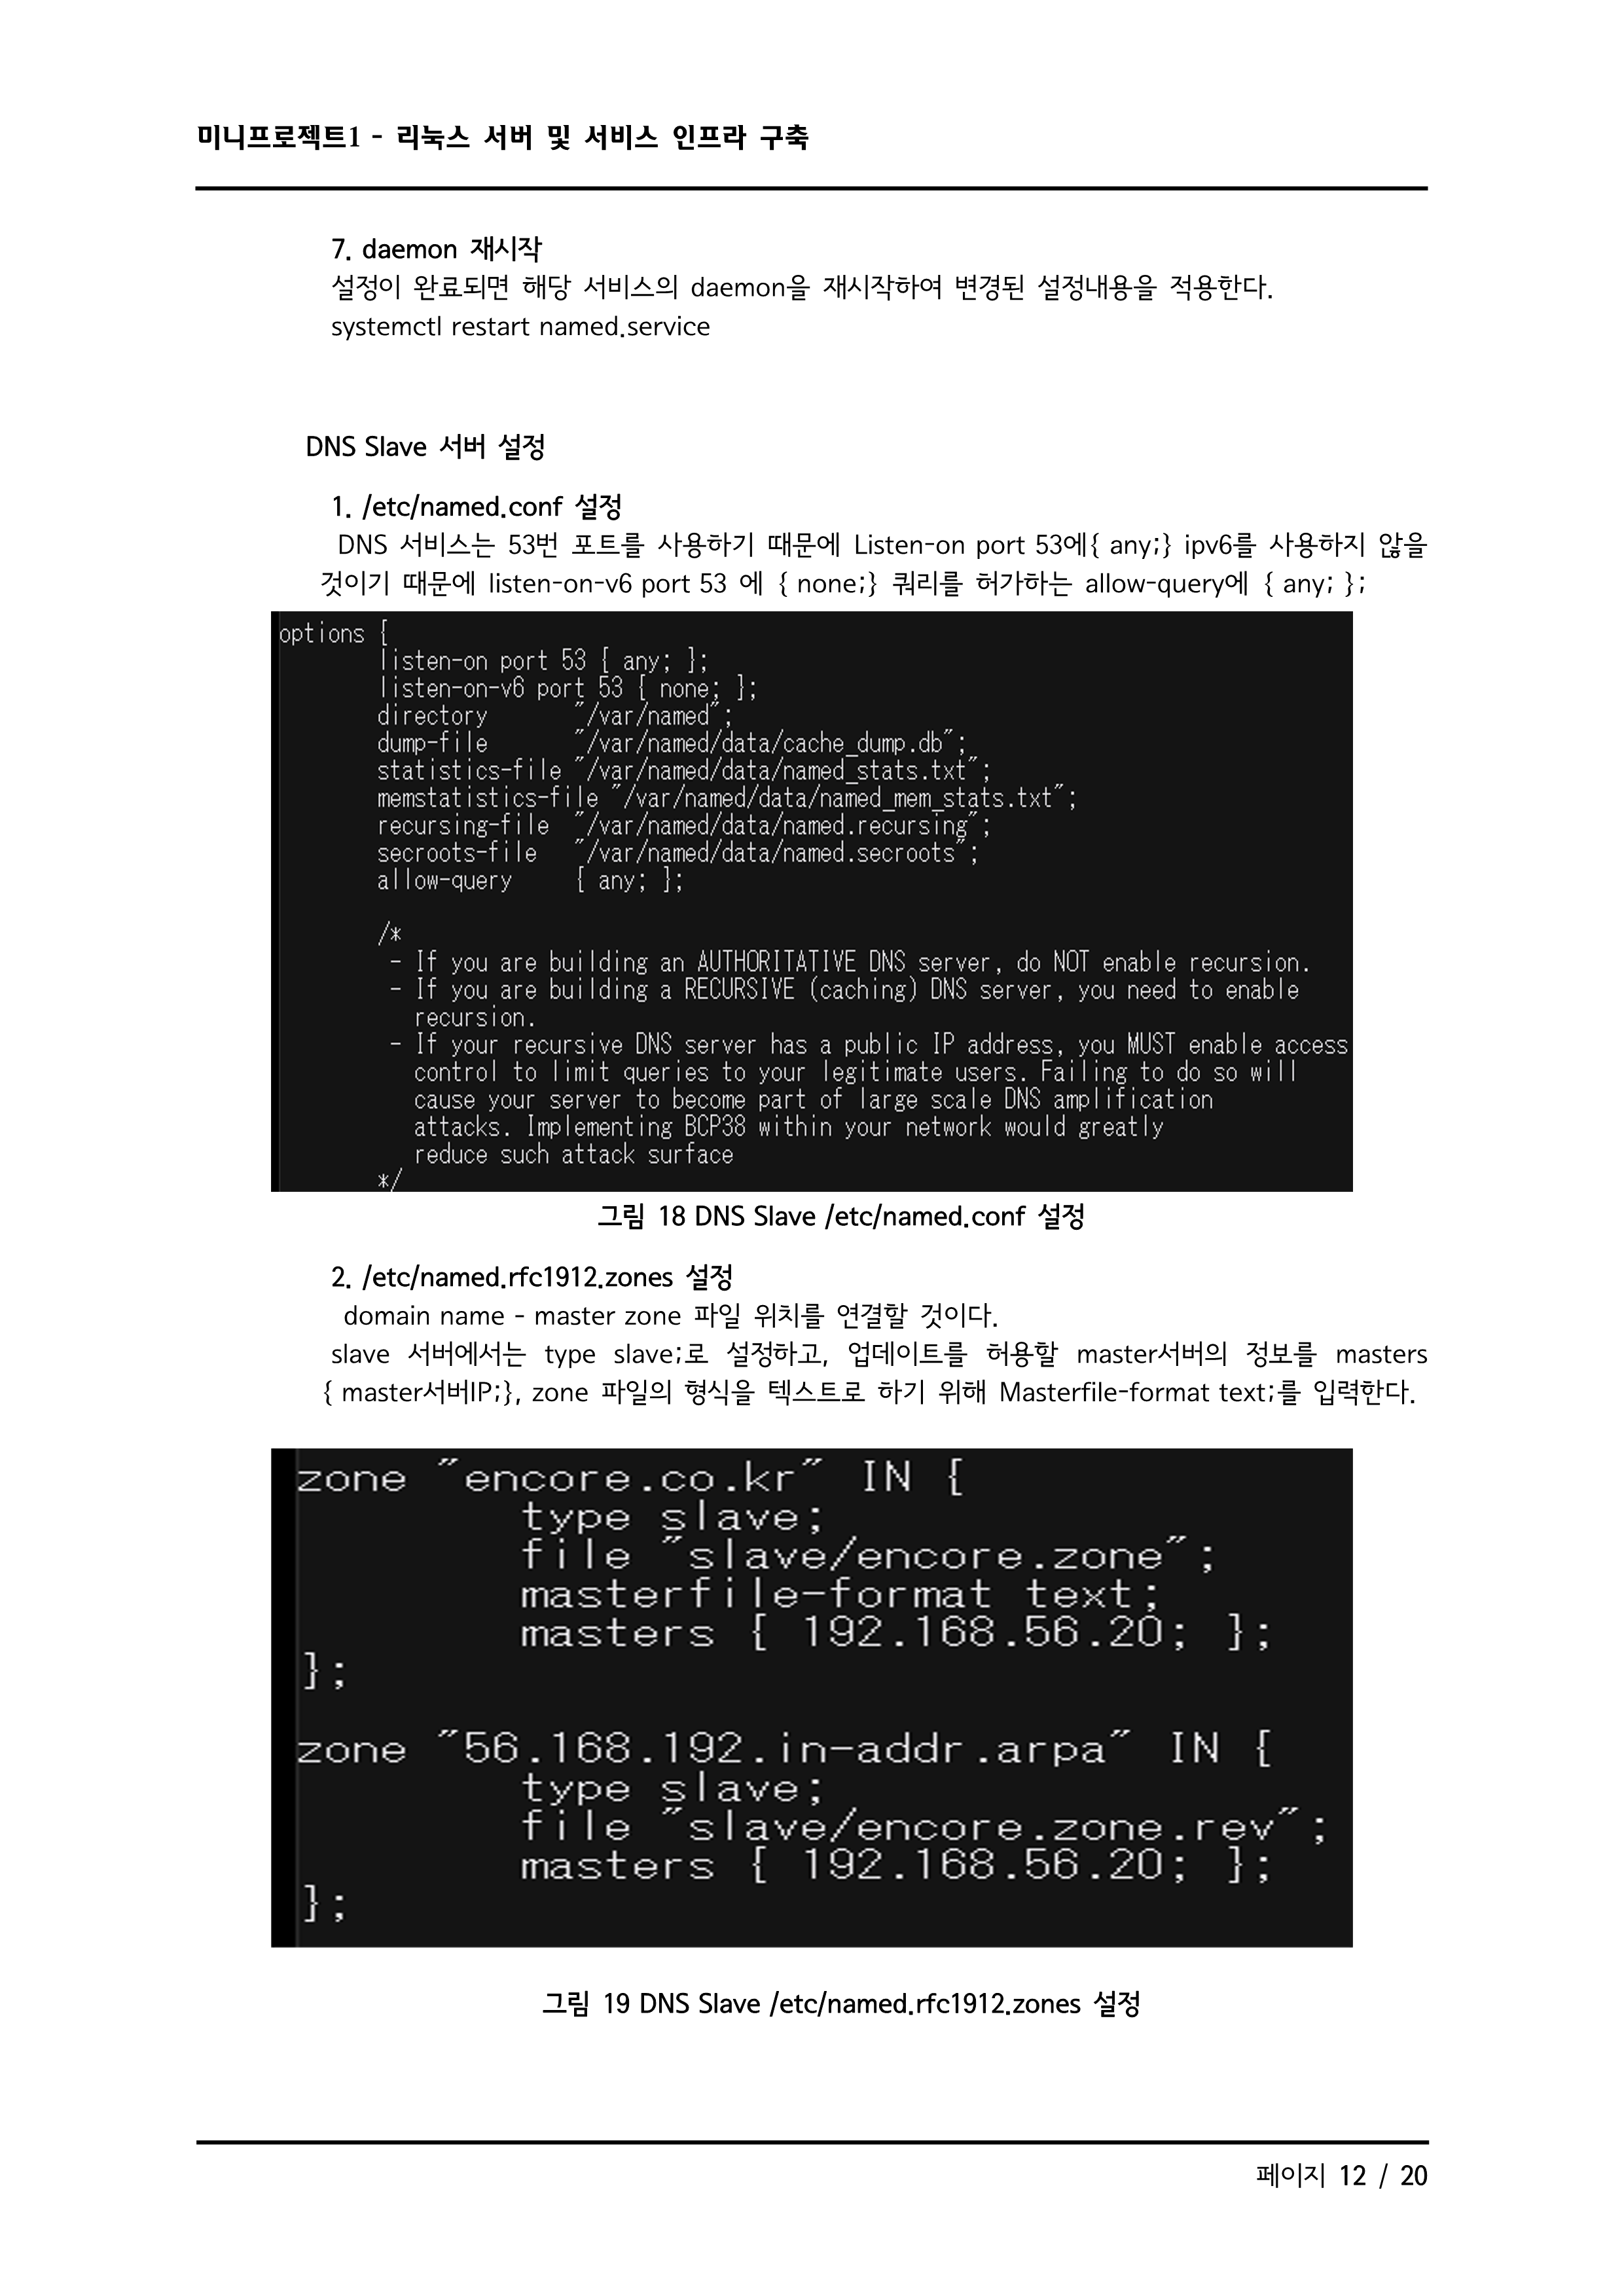 미니프로젝트1 - 리눅스 서버 및 서비스 인프라 구축
7. daemon 재시작
설정이 완료되면 해당 서비스의 daemon을 재시작하여 변경된 설정내용을 적용한다.
systemctl restart named.service
DNS Slave 서버 설정
1. /etc/named.conf 설정
DNS 서비스는 53번 포트를 사용하기 때문에 Listen-on port 53에{ any;} ipv6를 사용하지 않을
것이기 때문에 listen-on-v6 port 53 에 { none;} 쿼리를 허가하는 allow-query에 { any; };
options {
listen-on port 53 { any; };
listen-on-v6 port 53 { none; };
directory "/var/named";
dump-file "/var/named/data/cache_dump.db";
statistics-file "/var/named/data/named_stats.txt";
memstatistics-file "/var/named/data/named_mem_stats.txt";
recursing-file "/var/named/data/named.recursing";
secroots-file "/var/named/data/named.secroots";
allow-query { any; };
/*
- If you are building an AUTHORITATIVE DNS server, do NOT enable recursion.
- If you are building a RECURSIVE (caching) DNS server, you need to enable
recursion.
- If your recursive DNS server has a public IP address, you MUST enable access
control to limit queries to your legitimate users. Failing to do so will
cause your server to become part of large scale DNS amplification
attacks. Implementing BCP38 within your network would greatly
reduce such attack surface
*/
그림 18 DNS Slave /etc/named.conf 설정
2. /etc/named.rfc1912.zones 설정
domain name - master zone 파일 위치를 연결할 것이다.
slave 서버에서는 type slave;로 설정하고, 업데이트를 허용할 master서버의 정보를 masters
{ master서버IP;}, zone 파일의 형식을 텍스트로 하기 위해 Masterfile-format text;를 입력한다.
zone "encore.co.kr" IN {
type slave;
file "slave/encore.zone";
masterfile-format text;
masters { 192.168.56.20; };
};
zone "56.168.192.in-addr.arpa" IN {
type slave;
file "slave/encore.zone.rev";
masters { 192.168.56.20; };
};
그림 19 DNS Slave /etc/named.rfc1912.zones 설정
페이지 12 / 20